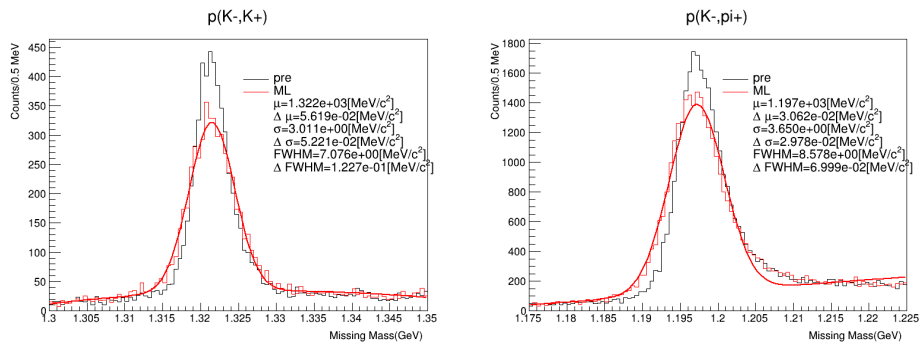 p(K-,K+)
Counts/0.5 MeV
450
400
350
300
250
200
150
100
50
0
pre
ML
μ=1.322e+03[MeV/c²]
Δ μ=5.619e-02[MeV/c²]
σ=3.011e+00[MeV/c²]
Δ σ=5.221e-02[MeV/c²]
FWHM=7.076e+00[MeV/c²]
Δ FWHM=1.227e-01[MeV/c²]
1.3 1.305 1.31 1.315 1.32 1.325 1.33 1.335 1.34 1.345 1.35
Missing Mass(GeV)
p(K-,pi+)
Counts/0.5 MeV
1800
1600
1400
1200
1000
800
600
400
200
0
pre
ML
μ=1.197e+03[MeV/c²]
Δ μ=3.062e-02[MeV/c²]
σ=3.650e+00[MeV/c²]
Δ σ=2.978e-02[MeV/c²]
FWHM=8.578e+00[MeV/c²]
Δ FWHM=6.999e-02[MeV/c²]
1.175 1.18 1.185 1.19 1.195 1.2 1.205 1.21 1.215 1.22 1.225
Missing Mass(GeV)